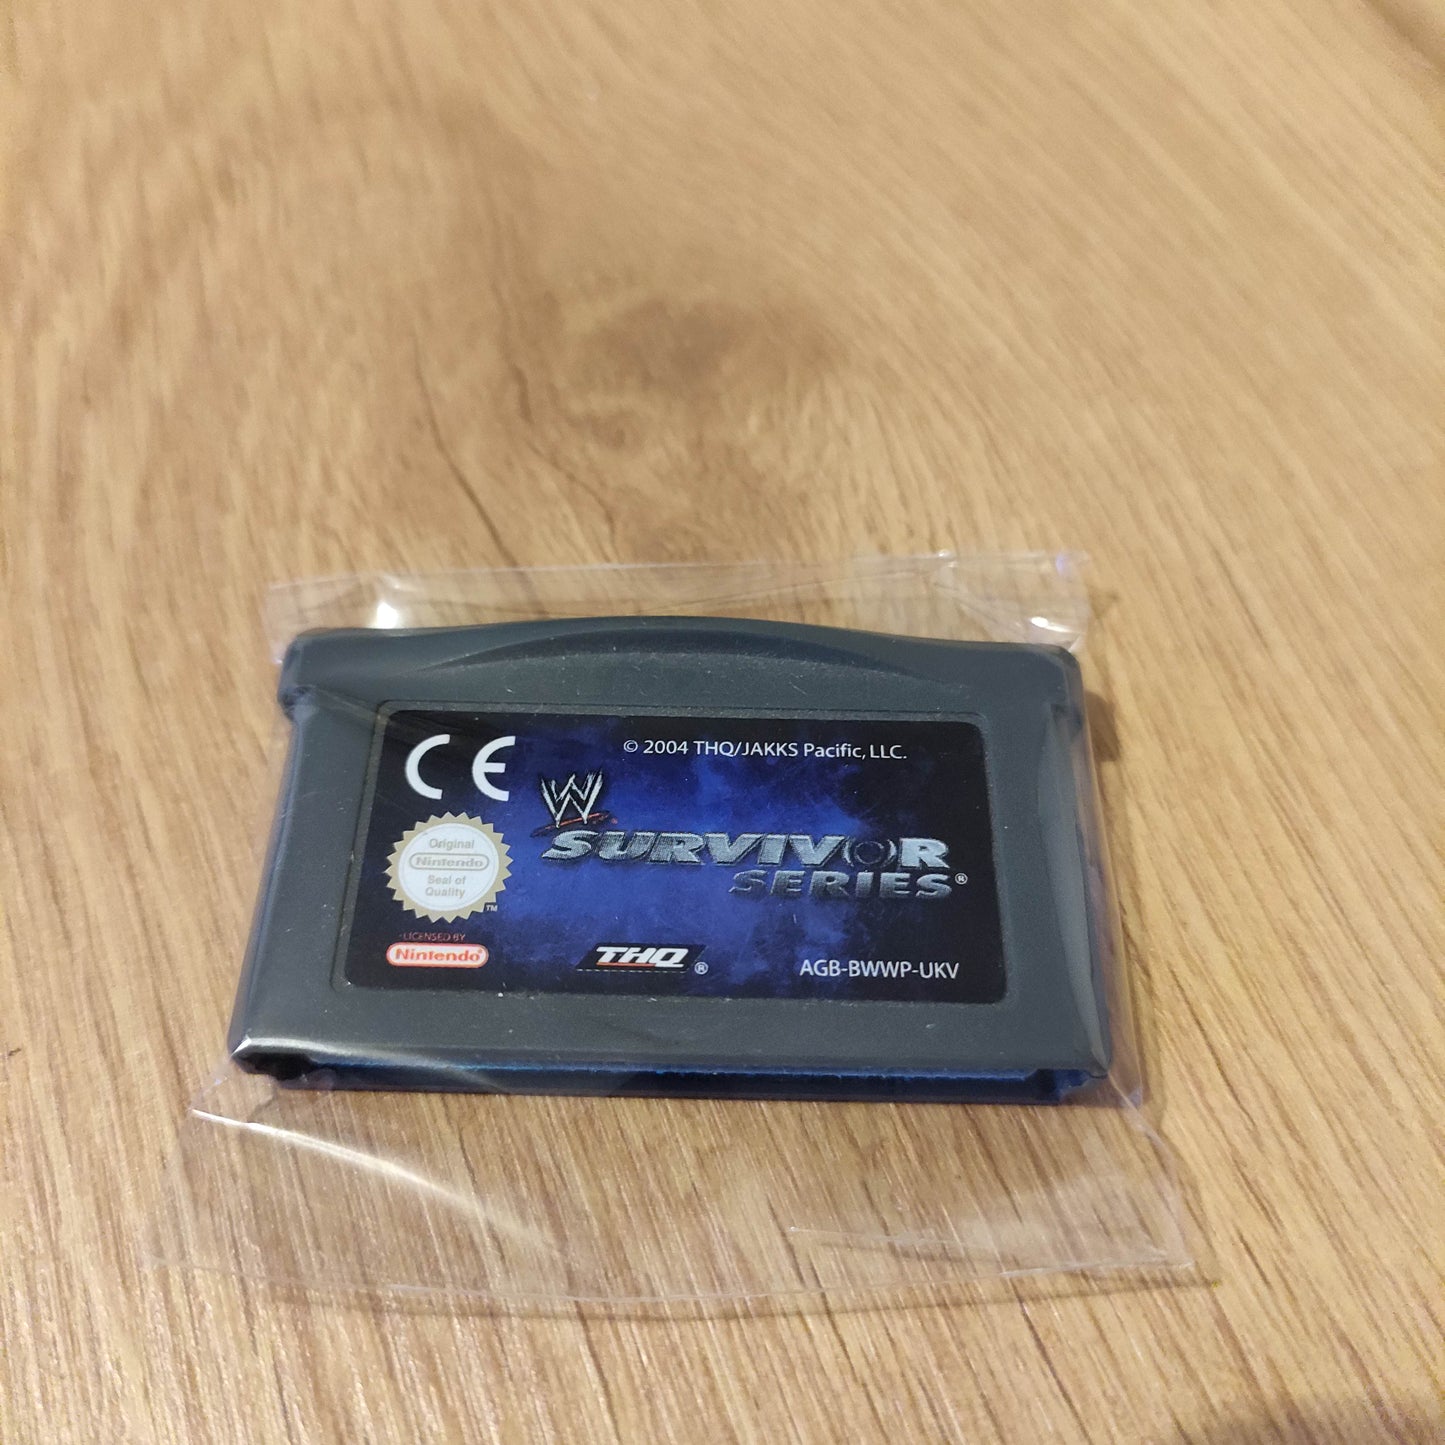 CE
© 2004 THQ/JAKKS Pacific, LLC.
W
SURVIVOR
SERIES®
Original
Nintendo
Seal of
Quality
TM
LICENSED BY
Nintendo®
THQ®
AGB-BWWP-UKV